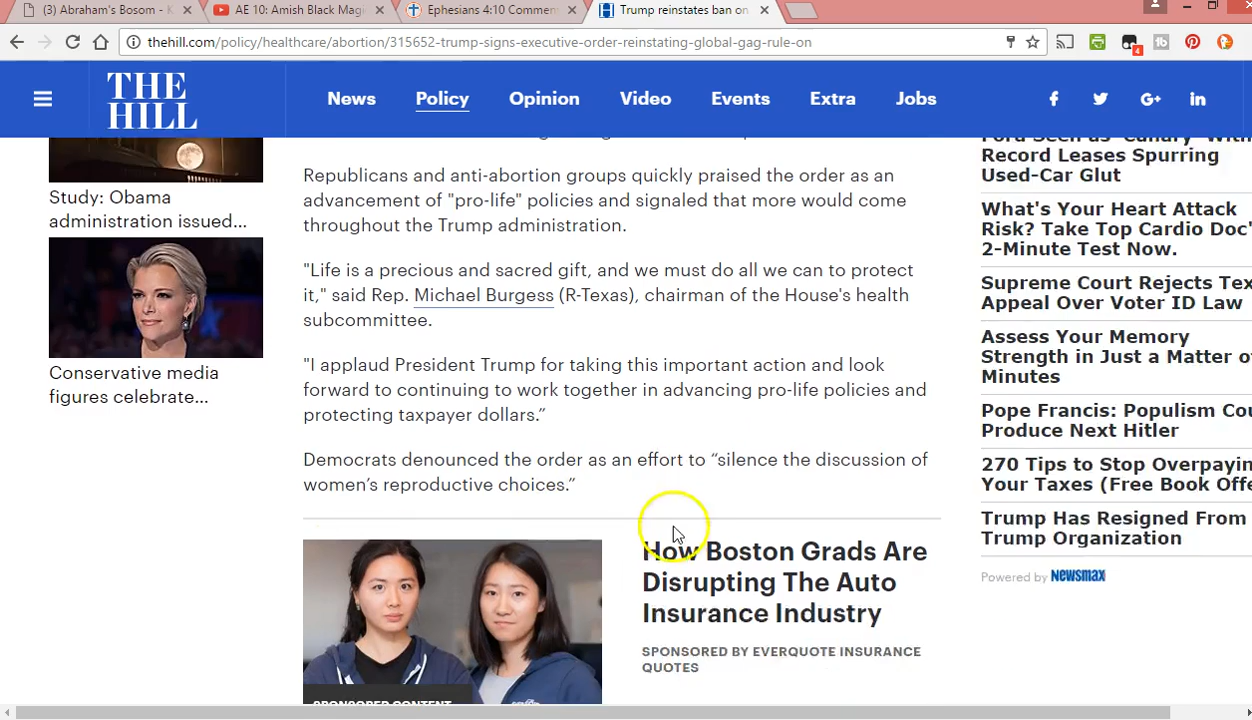 (3) Abraham's Bosom - K
AE 10: Amish Black Magi
Ephesians 4:10 Commen
Trump reinstates ban on
thehill.com/policy/healthcare/abortion/315652-trump-signs-executive-order-reinstating-global-gag-rule-on
4
THE
HILL
News
Policy
Opinion
Video
Events
Extra
Jobs
Study: Obama
administration issued...
Conservative media
figures celebrate...
Republicans and anti-abortion groups quickly praised the order as an
advancement of "pro-life" policies and signaled that more would come
throughout the Trump administration.
"Life is a precious and sacred gift, and we must do all we can to protect
it," said Rep. Michael Burgess (R-Texas), chairman of the House's health
subcommittee.
"I applaud President Trump for taking this important action and look
forward to continuing to work together in advancing pro-life policies and
protecting taxpayer dollars.”
Democrats denounced the order as an effort to “silence the discussion of
women’s reproductive choices.”
How Boston Grads Are
Disrupting The Auto
Insurance Industry
SPONSORED BY EVERQUOTE INSURANCE
QUOTES
SPONSORED CONTENT
Ford Seen as 'Canary' With
Record Leases Spurring
Used-Car Glut
What's Your Heart Attack
Risk? Take Top Cardio Doc'
2-Minute Test Now.
Supreme Court Rejects Tex
Appeal Over Voter ID Law
Assess Your Memory
Strength in Just a Matter o
Minutes
Pope Francis: Populism Cou
Produce Next Hitler
270 Tips to Stop Overpayin
Your Taxes (Free Book Offe
Trump Has Resigned From
Trump Organization
Powered by Newsmax